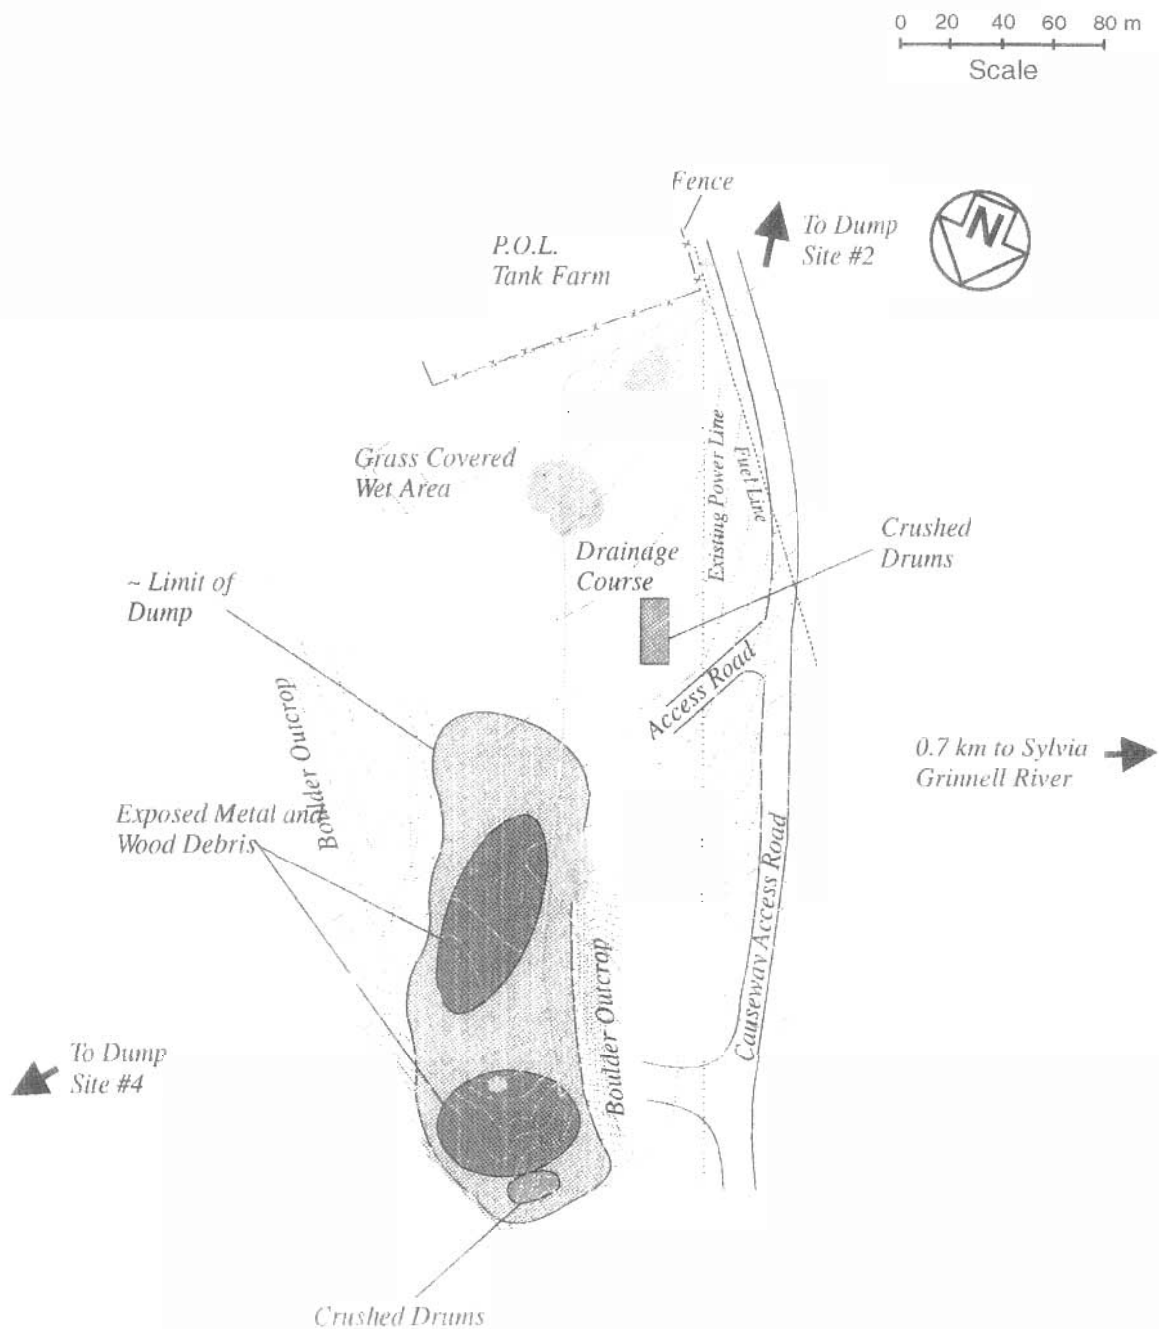 0 20 40 60 80 m
Scale
Fence
To Dump
Site #2
N
P.O.L.
Tank Farm
Grass Covered
Wet Area
Existing Power Line
Fuel Line
Crushed
Drums
Drainage
Course
~ Limit of
Dump
Access Road
Boulder Outcrop
0.7 km to Sylvia
Grinnell River
Exposed Metal and
Wood Debris
Causeway Access Road
Boulder Outcrop
To Dump
Site #4
Crushed Drums